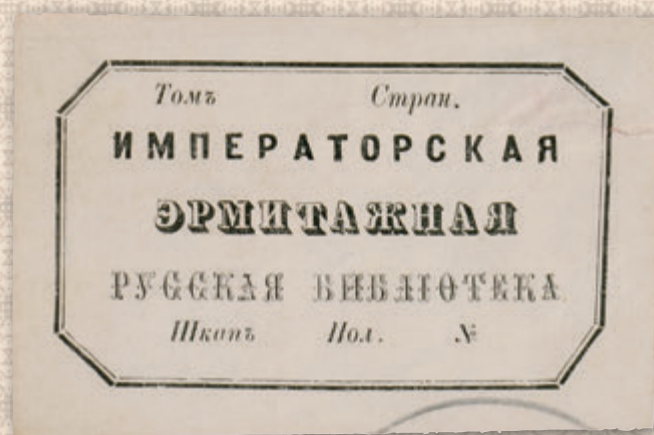 Томъ Стран.
ИМПЕРАТОРСКАЯ
ЭРМИТАЖНАЯ
РУССКАЯ БИБЛІОТЕКА
Шкапъ Пол. №